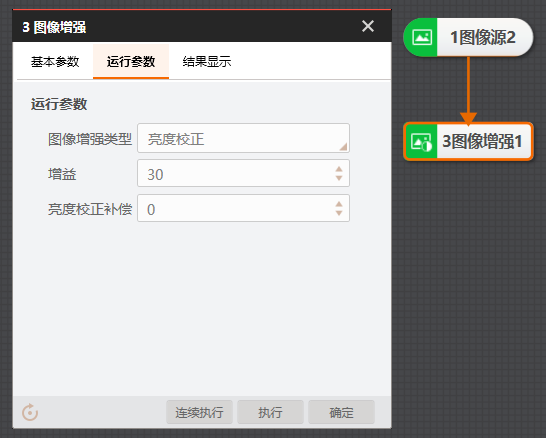 3 图像增强
基本参数 运行参数 结果显示
运行参数
图像增强类型 亮度校正
增益 30
亮度校正补偿 0
连续执行 执行 确定
1图像源2
3图像增强1